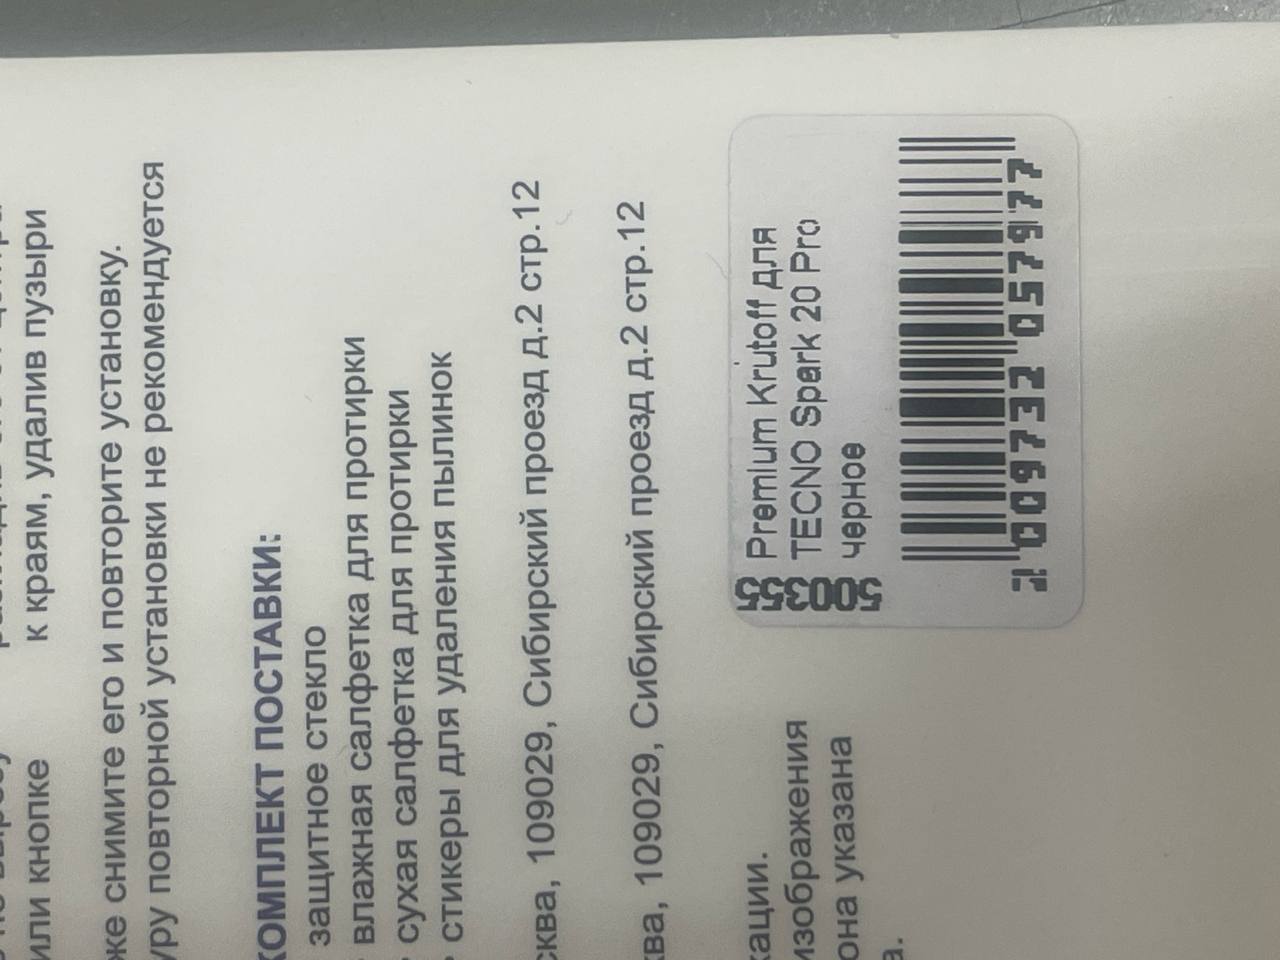 к краям, удалив пузыри
или кнопке
же снимите его и повторите установку.
уру повторной установки не рекомендуется
КОМПЛЕКТ ПОСТАВКИ:
защитное стекло
влажная салфетка для протирки
сухая салфетка для протирки
стикеры для удаления пылинок
сква, 109029, Сибирский проезд д.2 стр.12
ква, 109029, Сибирский проезд д.2 стр.12
кации.
изображения
она указана
а.
500355
Premium Krutoff для
TECNO Spark 20 Pro
черное
009732 057977